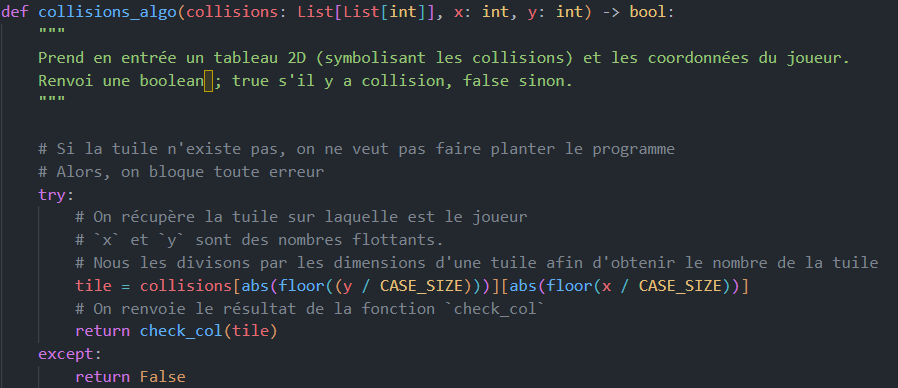 def collisions_algo(collisions: List[List[int]], x: int, y: int) -> bool:
"""
Prend en entrée un tableau 2D (symbolisant les collisions) et les coordonnées du joueur.
Renvoi une boolean ; true s'il y a collision, false sinon.
"""
# Si la tuile n'existe pas, on ne veut pas faire planter le programme
# Alors, on bloque toute erreur
try:
# On récupère la tuile sur laquelle est le joueur
# `x` et `y` sont des nombres flottants.
# Nous les divisons par les dimensions d'une tuile afin d'obtenir le nombre de la tuile
tile = collisions[abs(floor((y / CASE_SIZE)))][abs(floor(x / CASE_SIZE))]
# On renvoie le résultat de la fonction `check_col`
return check_col(tile)
except:
return False